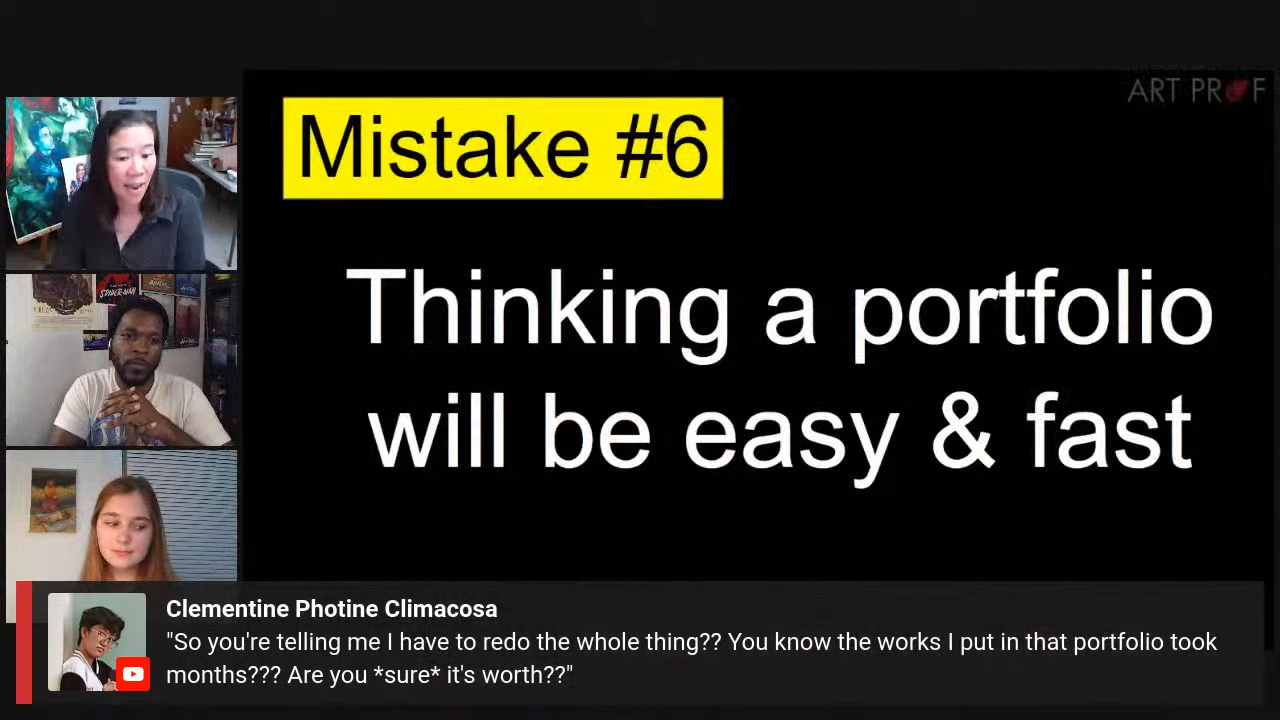 ART PROF
Mistake #6
Thinking a portfolio
will be easy & fast
SPIDER-MAN
Clementine Photine Climacosa
"So you're telling me I have to redo the whole thing?? You know the works I put in that portfolio took
months??? Are you *sure* it's worth??"